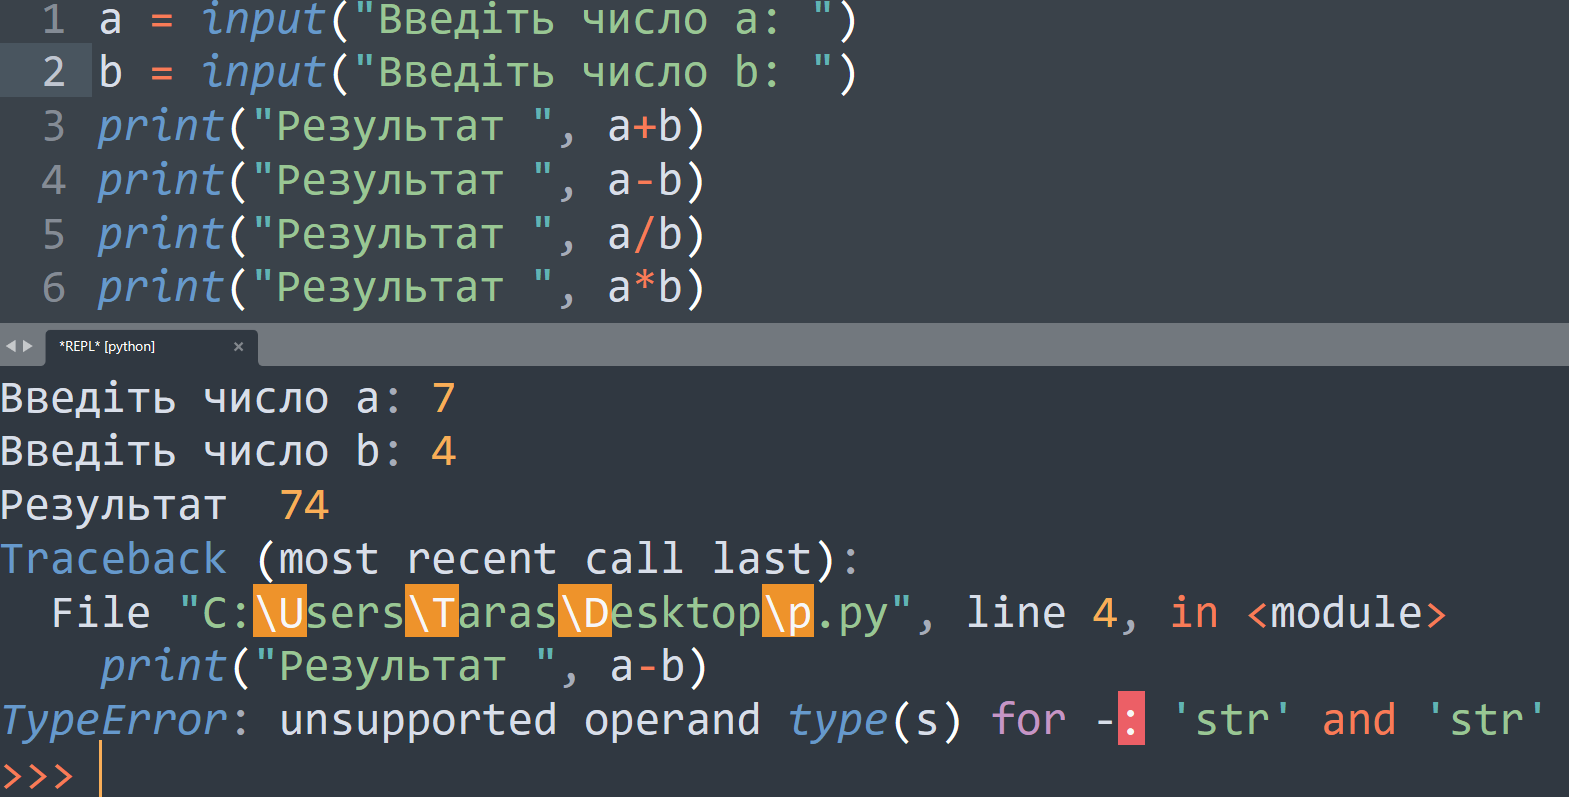 1 a = input("Введіть число a: ")
2 b = input("Введіть число b: ")
3 print("Результат ", a+b)
4 print("Результат ", a-b)
5 print("Результат ", a/b)
6 print("Результат ", a*b)
*REPL* [python] ×
Введіть число a: 7
Введіть число b: 4
Результат  74
Traceback (most recent call last):
  File "C:\Users\Taras\Desktop\p.py", line 4, in <module>
    print("Результат ", a-b)
TypeError: unsupported operand type(s) for -: 'str' and 'str'
>>>